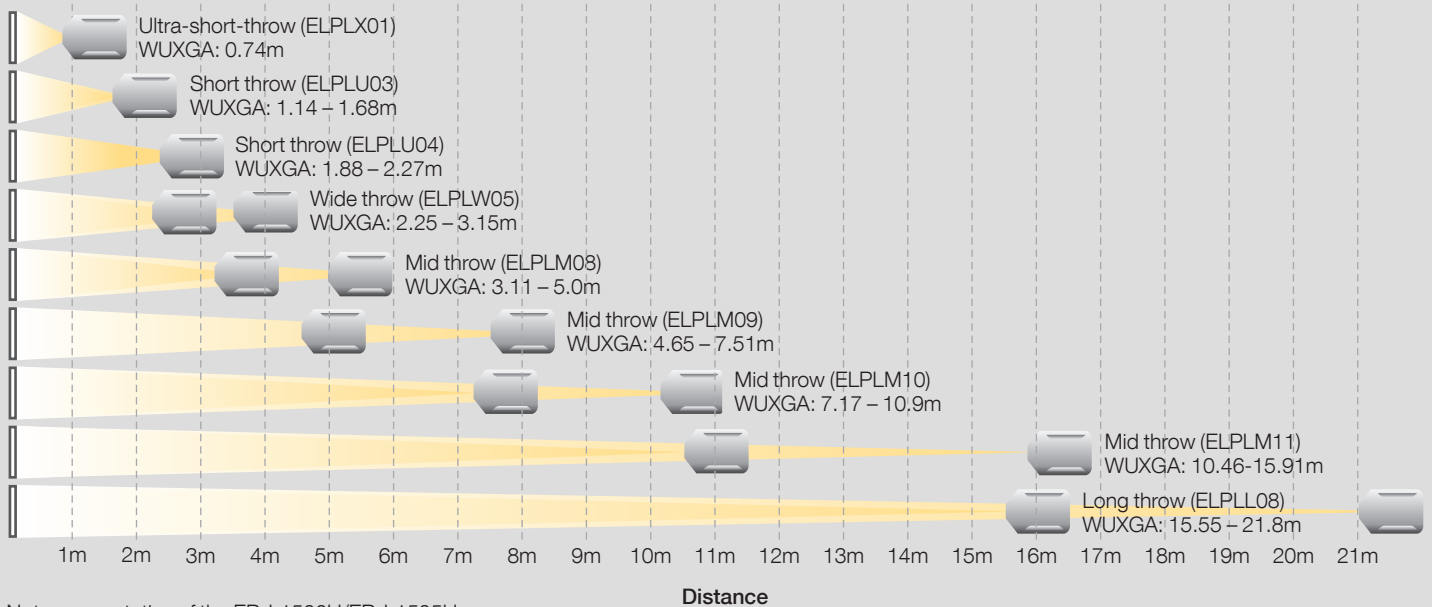 Ultra-short-throw (ELPLX01)
WUXGA: 0.74m
Short throw (ELPLU03)
WUXGA: 1.14 – 1.68m
Short throw (ELPLU04)
WUXGA: 1.88 – 2.27m
Wide throw (ELPLW05)
WUXGA: 2.25 – 3.15m
Mid throw (ELPLM08)
WUXGA: 3.11 – 5.0m
Mid throw (ELPLM09)
WUXGA: 4.65 – 7.51m
Mid throw (ELPLM10)
WUXGA: 7.17 – 10.9m
Mid throw (ELPLM11)
WUXGA: 10.46-15.91m
Long throw (ELPLL08)
WUXGA: 15.55 – 21.8m
1m 2m 3m 4m 5m 6m 7m 8m 9m 10m 11m 12m 13m 14m 15m 16m 17m 18m 19m 20m 21m
Distance